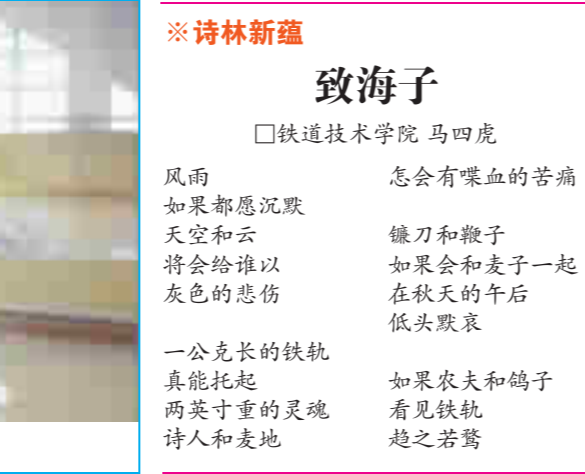 ※诗林新蕴
致海子
□铁道技术学院 马四虎
风雨
如果都愿沉默
天空和云
将会给谁以
灰色的悲伤
一公克长的铁轨
真能托起
两英寸重的灵魂
诗人和麦地
怎会有喋血的苦痛
镰刀和鞭子
如果会和麦子一起
在秋天的午后
低头默哀
如果农夫和鸽子
看见铁轨
趋之若鹜